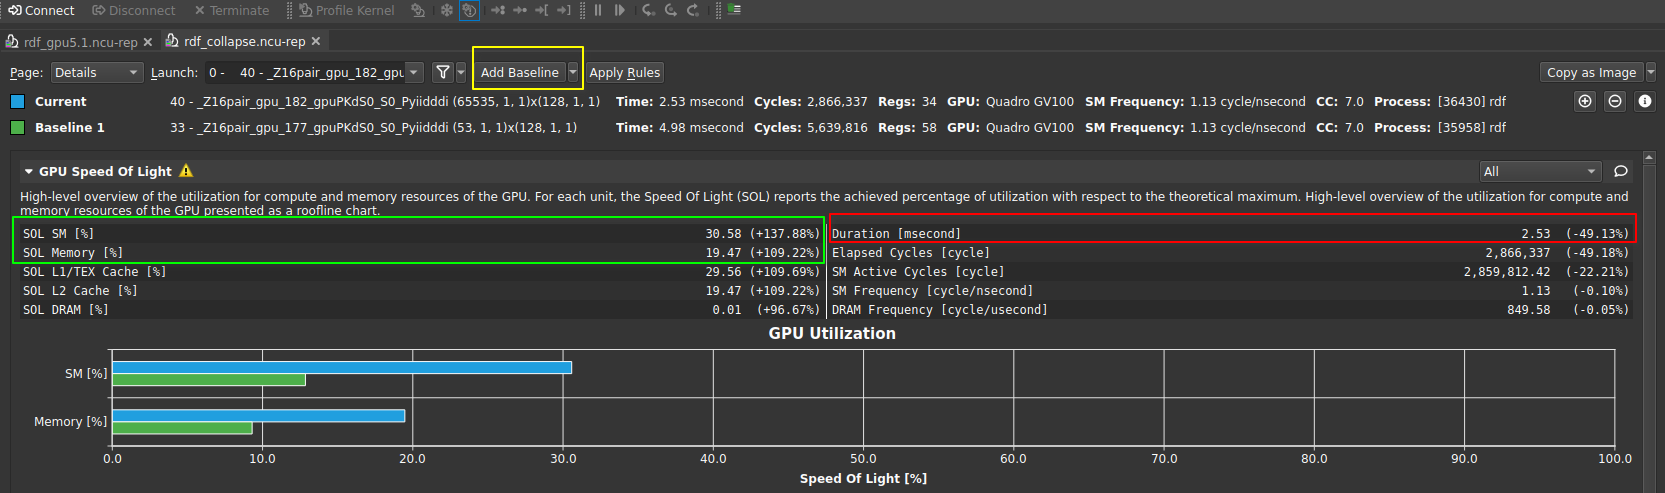 Connect Disconnect Terminate Profile Kernel
rdf_gpu5.1.ncu-rep rdf_collapse.ncu-rep
Page: Details Launch: 0 - 40 - _Z16pair_gpu_182_gpu Add Baseline Apply Rules Copy as Image
Current 40 - _Z16pair_gpu_182_gpuPKdS0_S0_Pyiidddi (65535, 1, 1)x(128, 1, 1) Time: 2.53 msecond Cycles: 2,866,337 Regs: 34 GPU: Quadro GV100 SM Frequency: 1.13 cycle/nsecond CC: 7.0 Process: [36430] rdf
Baseline 1 33 - _Z16pair_gpu_177_gpuPKdS0_S0_Pyiidddi (53, 1, 1)x(128, 1, 1) Time: 4.98 msecond Cycles: 5,639,816 Regs: 58 GPU: Quadro GV100 SM Frequency: 1.13 cycle/nsecond CC: 7.0 Process: [35958] rdf
GPU Speed Of Light All
High-level overview of the utilization for compute and memory resources of the GPU. For each unit, the Speed Of Light (SOL) reports the achieved percentage of utilization with respect to the theoretical maximum. High-level overview of the utilization for compute and
memory resources of the GPU presented as a roofline chart.
SOL SM [%] 30.58 (+137.88%) Duration [msecond] 2.53 (-49.13%)
SOL Memory [%] 19.47 (+109.22%) Elapsed Cycles [cycle] 2,866,337 (-49.18%)
SOL L1/TEX Cache [%] 29.56 (+109.69%) SM Active Cycles [cycle] 2,859,812.42 (-22.21%)
SOL L2 Cache [%] 19.47 (+109.22%) SM Frequency [cycle/nsecond] 1.13 (-0.10%)
SOL DRAM [%] 0.01 (+96.67%) DRAM Frequency [cycle/usecond] 849.58 (-0.05%)
GPU Utilization
SM [%]
Memory [%]
0.0 10.0 20.0 30.0 40.0 50.0 60.0 70.0 80.0 90.0 100.0
Speed Of Light [%]